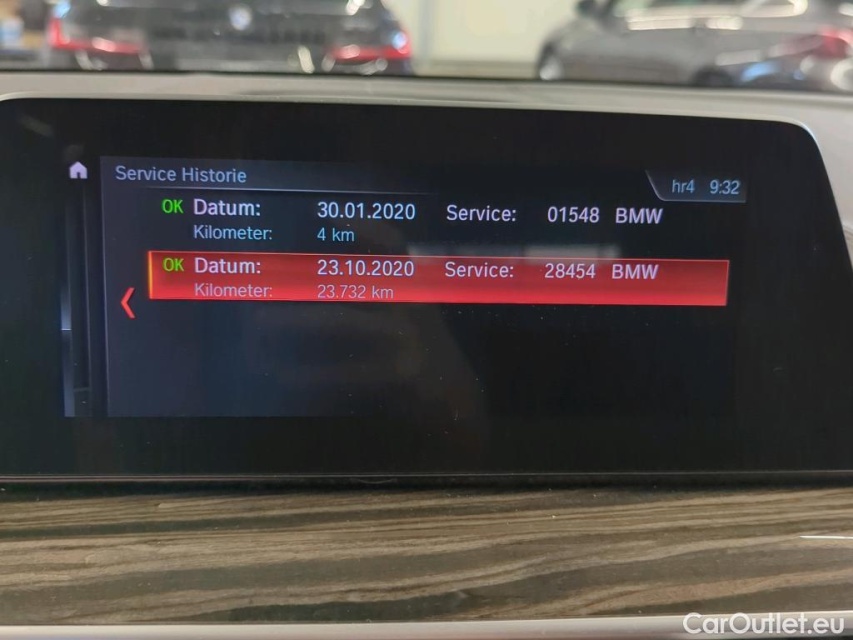 Service Historie
hr4 9:32
OK Datum: 30.01.2020 Service: 01548 BMW
Kilometer: 4 km
OK Datum: 23.10.2020 Service: 28454 BMW
Kilometer: 23.732 km
CarOutlet.eu